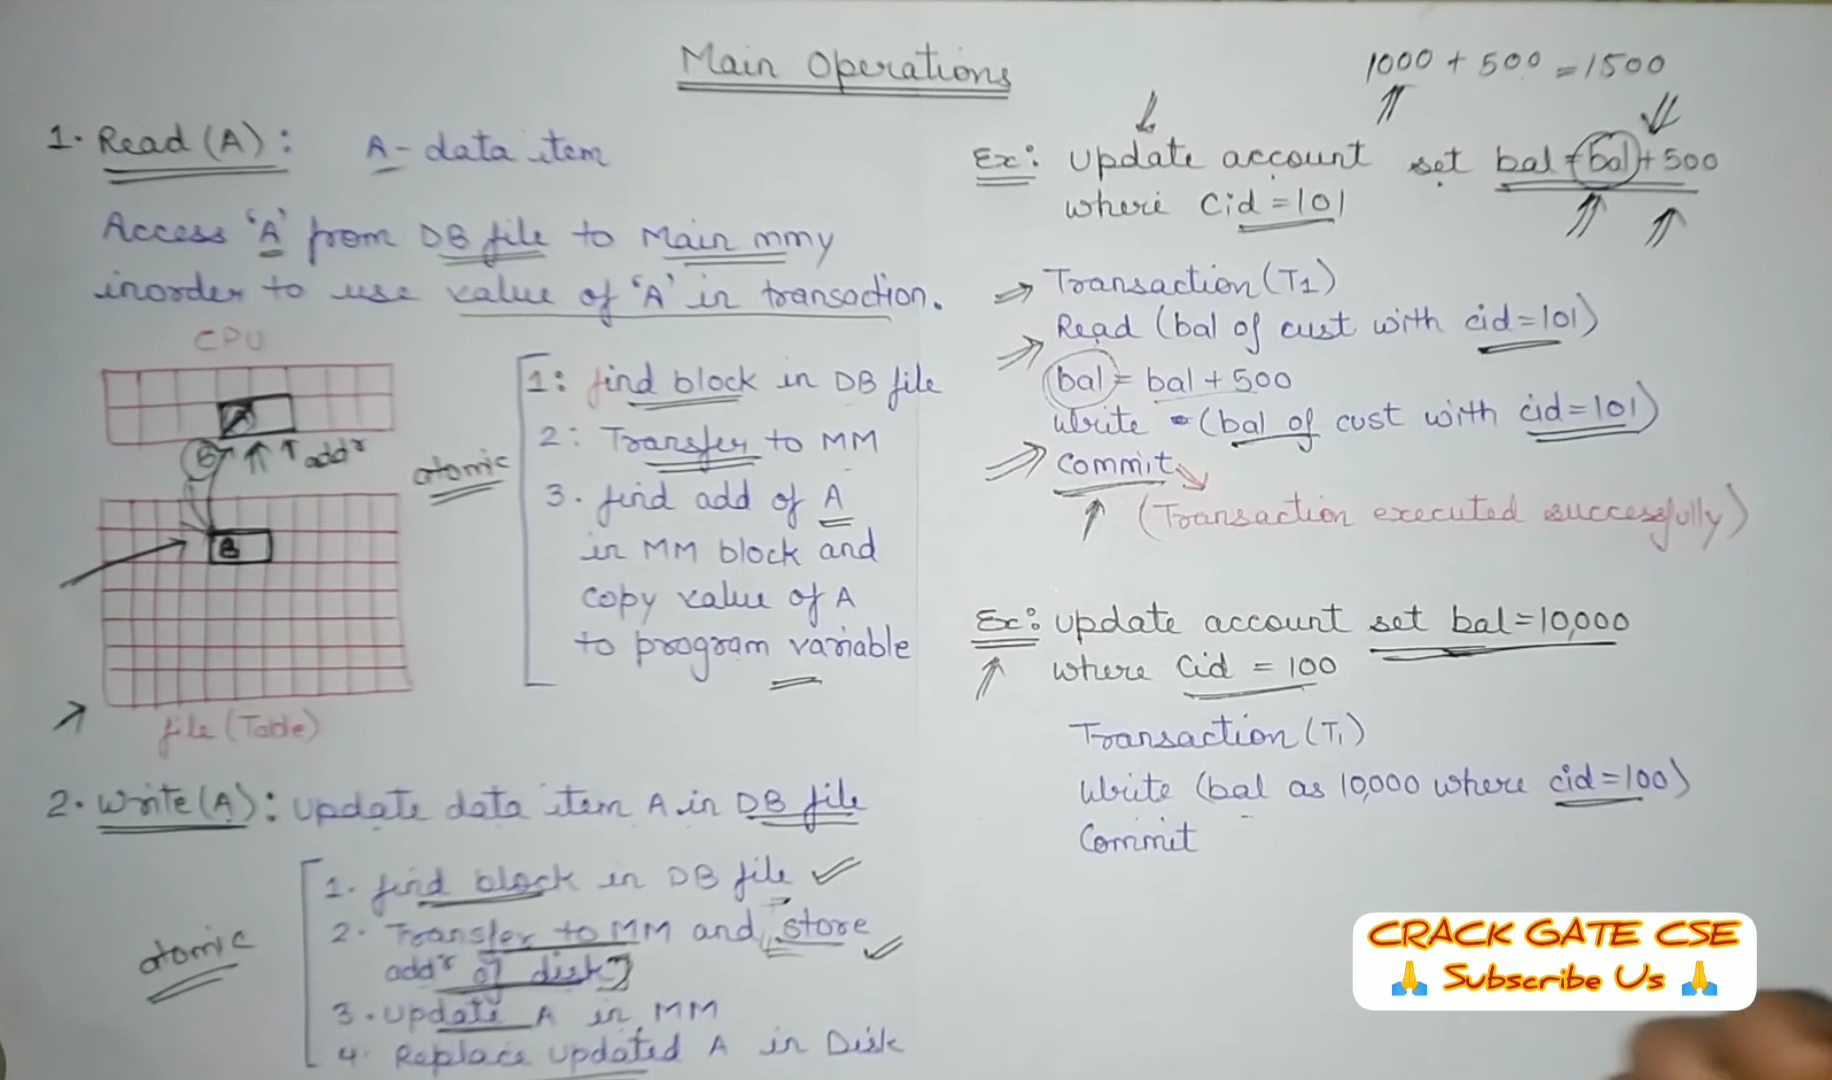 Main Operations
1. Read (A): A - data item
Access 'A' from DB file to Main mmy
inorder to use value of 'A' in transaction.
CPU
addr
B
file (Table)
atomic
1: find block in DB file
2: Transfer to MM
3. find add of A
in MM block and
copy value of A
to program variable
2. Write (A): Update data item A in DB file
atomic
1. find block in DB file
2. Transfer to MM and store
addr of disk
3. Update A in MM
4. Replace updated A in Disk
1000 + 500 = 1500
Ex: Update account set bal = bal + 500
where cid = 101
Transaction (T1)
Read (bal of cust with cid = 101)
bal = bal + 500
Write (bal of cust with cid = 101)
Commit
(Transaction executed successfully)
Ex: update account set bal = 10,000
where cid = 100
Transaction (T1)
Write (bal as 10,000 where cid = 100)
Commit
CRACK GATE CSE
🙏 Subscribe Us 🙏